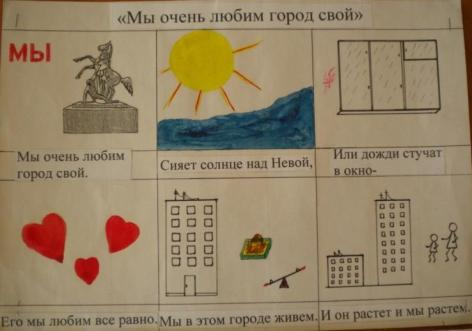 «Мы очень любим город свой»
МЫ
Мы очень любим
город свой.
Сияет солнце над Невой,
Или дожди стучат
в окно-
Его мы любим все равно.
Мы в этом городе живем.
И он растет и мы растем.